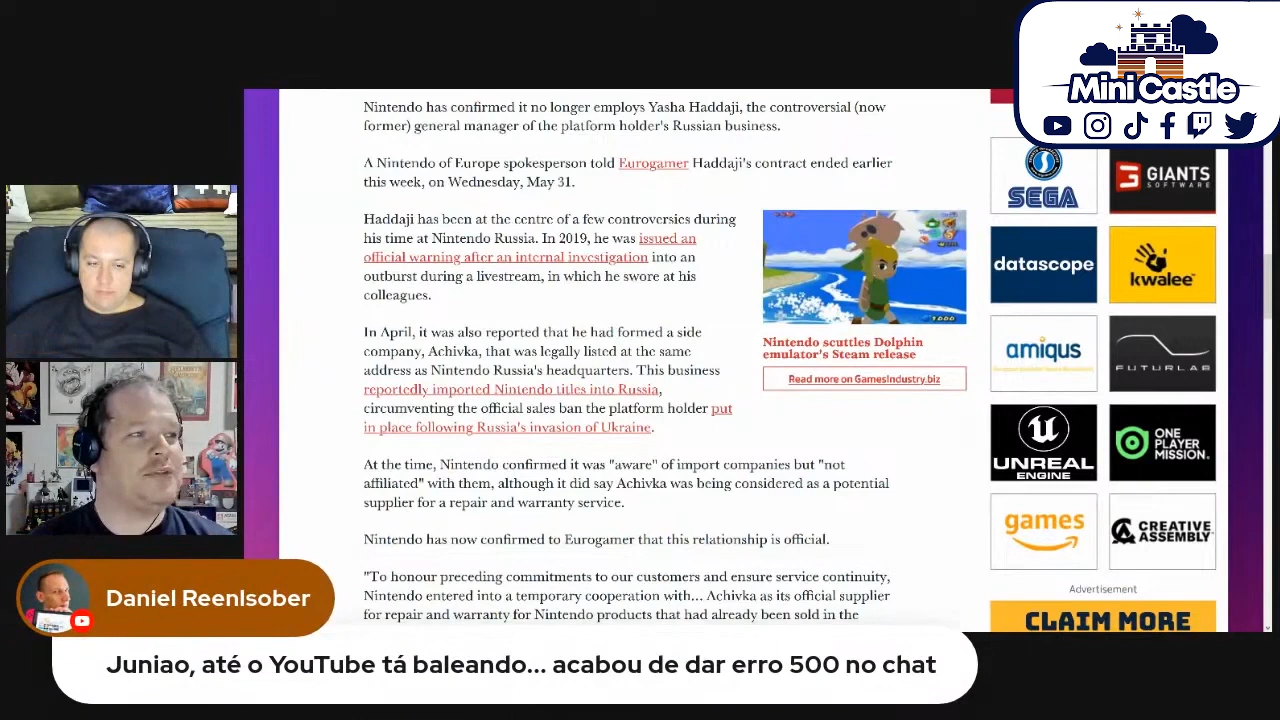 Mini Castle
Nintendo has confirmed it no longer employs Yasha Haddaji, the controversial (now
former) general manager of the platform holder's Russian business.
A Nintendo of Europe spokesperson told Eurogamer Haddaji's contract ended earlier
this week, on Wednesday, May 31.
Haddaji has been at the centre of a few controversies during
his time at Nintendo Russia. In 2019, he was issued an
official warning after an internal investigation into an
outburst during a livestream, in which he swore at his
colleagues.
In April, it was also reported that he had formed a side
company, Achivka, that was legally listed at the same
address as Nintendo Russia's headquarters. This business
reportedly imported Nintendo titles into Russia,
circumventing the official sales ban the platform holder put
in place following Russia's invasion of Ukraine.
Nintendo scuttles Dolphin
emulator's Steam release
Read more on GamesIndustry.biz
At the time, Nintendo confirmed it was "aware" of import companies but "not
affiliated" with them, although it did say Achivka was being considered as a potential
supplier for a repair and warranty service.
Nintendo has now confirmed to Eurogamer that this relationship is official.
"To honour preceding commitments to our customers and ensure service continuity,
Nintendo entered into a temporary cooperation with... Achivka as its official supplier
for repair and warranty for Nintendo products that had already been sold in the
SEGA
GIANTS
SOFTWARE
datascope
kwalee
amiqus
FUTURLAB
UNREAL
ENGINE
ONE
PLAYER
MISSION.
games
CREATIVE
ASSEMBLY
Advertisement
CLAIM MORE
Daniel Reenlsober
Juniao, até o YouTube tá baleando... acabou de dar erro 500 no chat